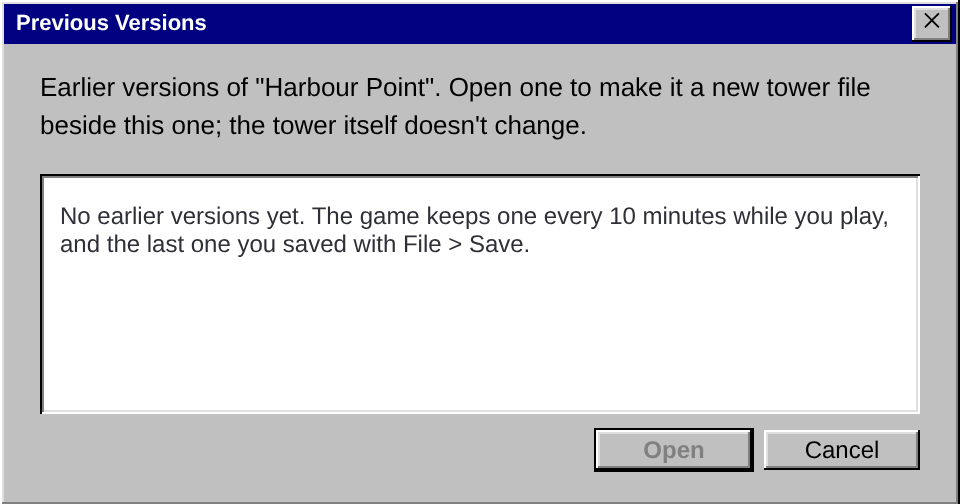 Previous Versions
Earlier versions of "Harbour Point". Open one to make it a new tower file
beside this one; the tower itself doesn't change.
No earlier versions yet. The game keeps one every 10 minutes while you play,
and the last one you saved with File > Save.
Open
Cancel